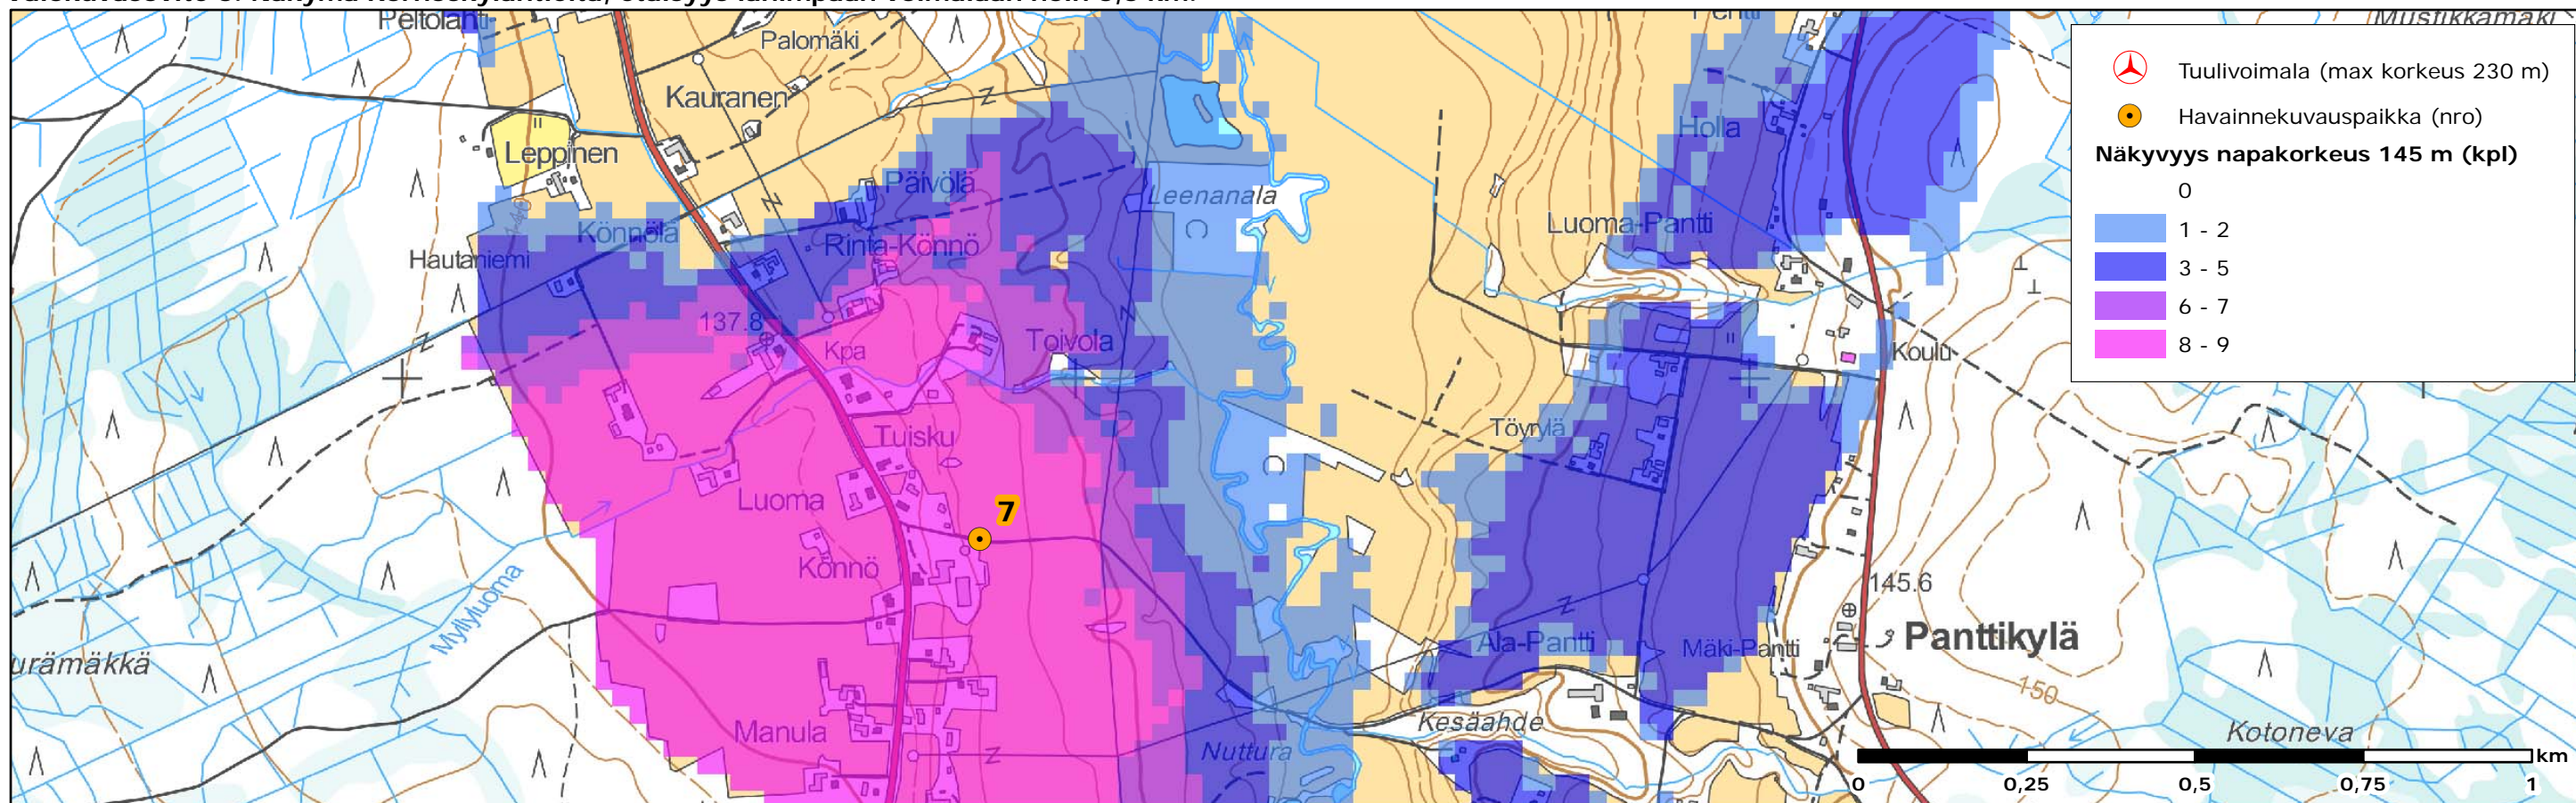 Peltolahti
Palomäki
Mustikkamäki
Kauranen
Tuulivoimala (max korkeus 230 m)
Havainnekuvauspaikka (nro)
Holla
Leppinen
Näkyvyys napakorkeus 145 m (kpl)
0
1 - 2
3 - 5
6 - 7
8 - 9
Päivölä
Leenanala
Könnölä
Rinta-Könnö
Luoma-Pantti
Hautaniemi
137.8
Kpa
Toivola
Koulu
Tuisku
Töyrylä
Luoma
7
Könnö
145.6
Myllyluoma
urämäkkä
Ala-Pantti
Mäki-Pantti
Panttikylä
150
Manula
Kesäahde
Nuttura
Kotoneva
km
0 0,25 0,5 0,75 1